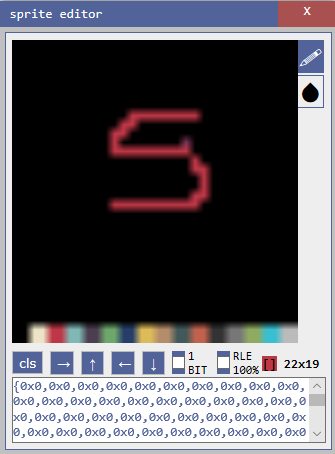 sprite editor X
S
cls → ↑ ← ↓ 1 BIT RLE 100% [] 22x19
{0x0,0x0,0x0,0x0,0x0,0x0,0x0,0x0,0x0,0x0,
0x0,0x0,0x0,0x0,0x0,0x0,0x0,0x0,0x0,0x0,0
x0,0x0,0x0,0x0,0x0,0x0,0x0,0x0,0x0,0x0,0x
0,0x0,0x0,0x0,0x0,0x0,0x0,0x0,0x0,0x0,0x0